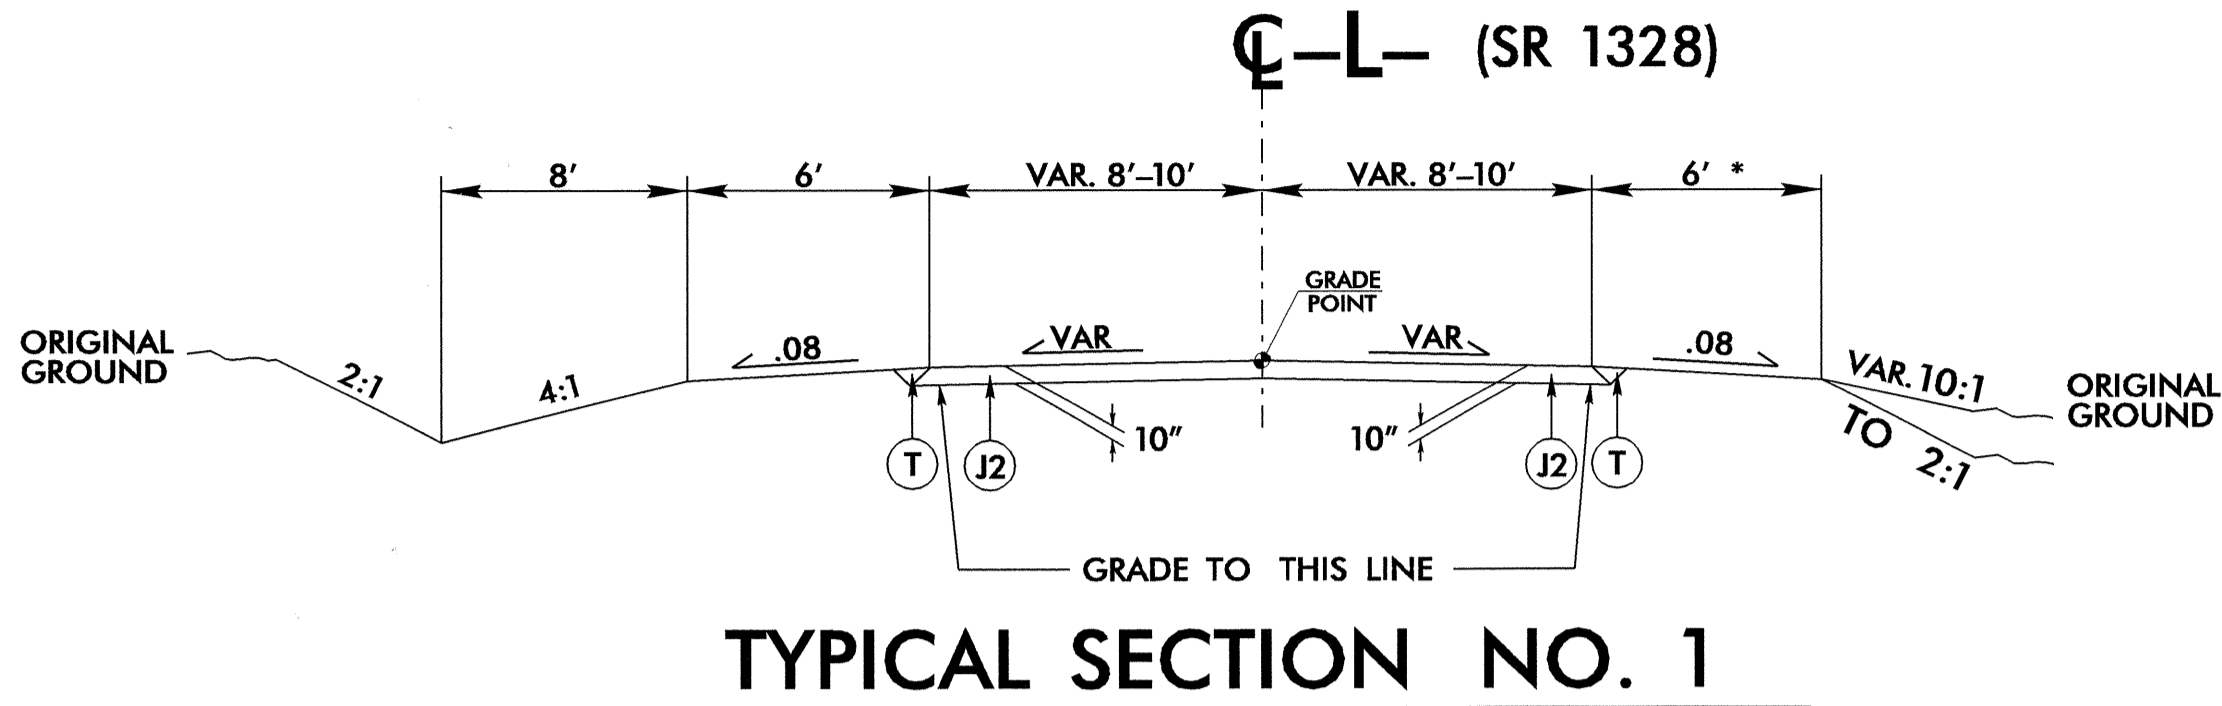 ℄ –L– (SR 1328)
8' 6' VAR. 8'–10' VAR. 8'–10' 6' *
GRADE
POINT
ORIGINAL
GROUND
2:1
4:1
.08
VAR
VAR
.08
VAR. 10:1
TO 2:1
ORIGINAL
GROUND
10"
10"
T
J2
J2
T
GRADE TO THIS LINE
TYPICAL SECTION NO. 1